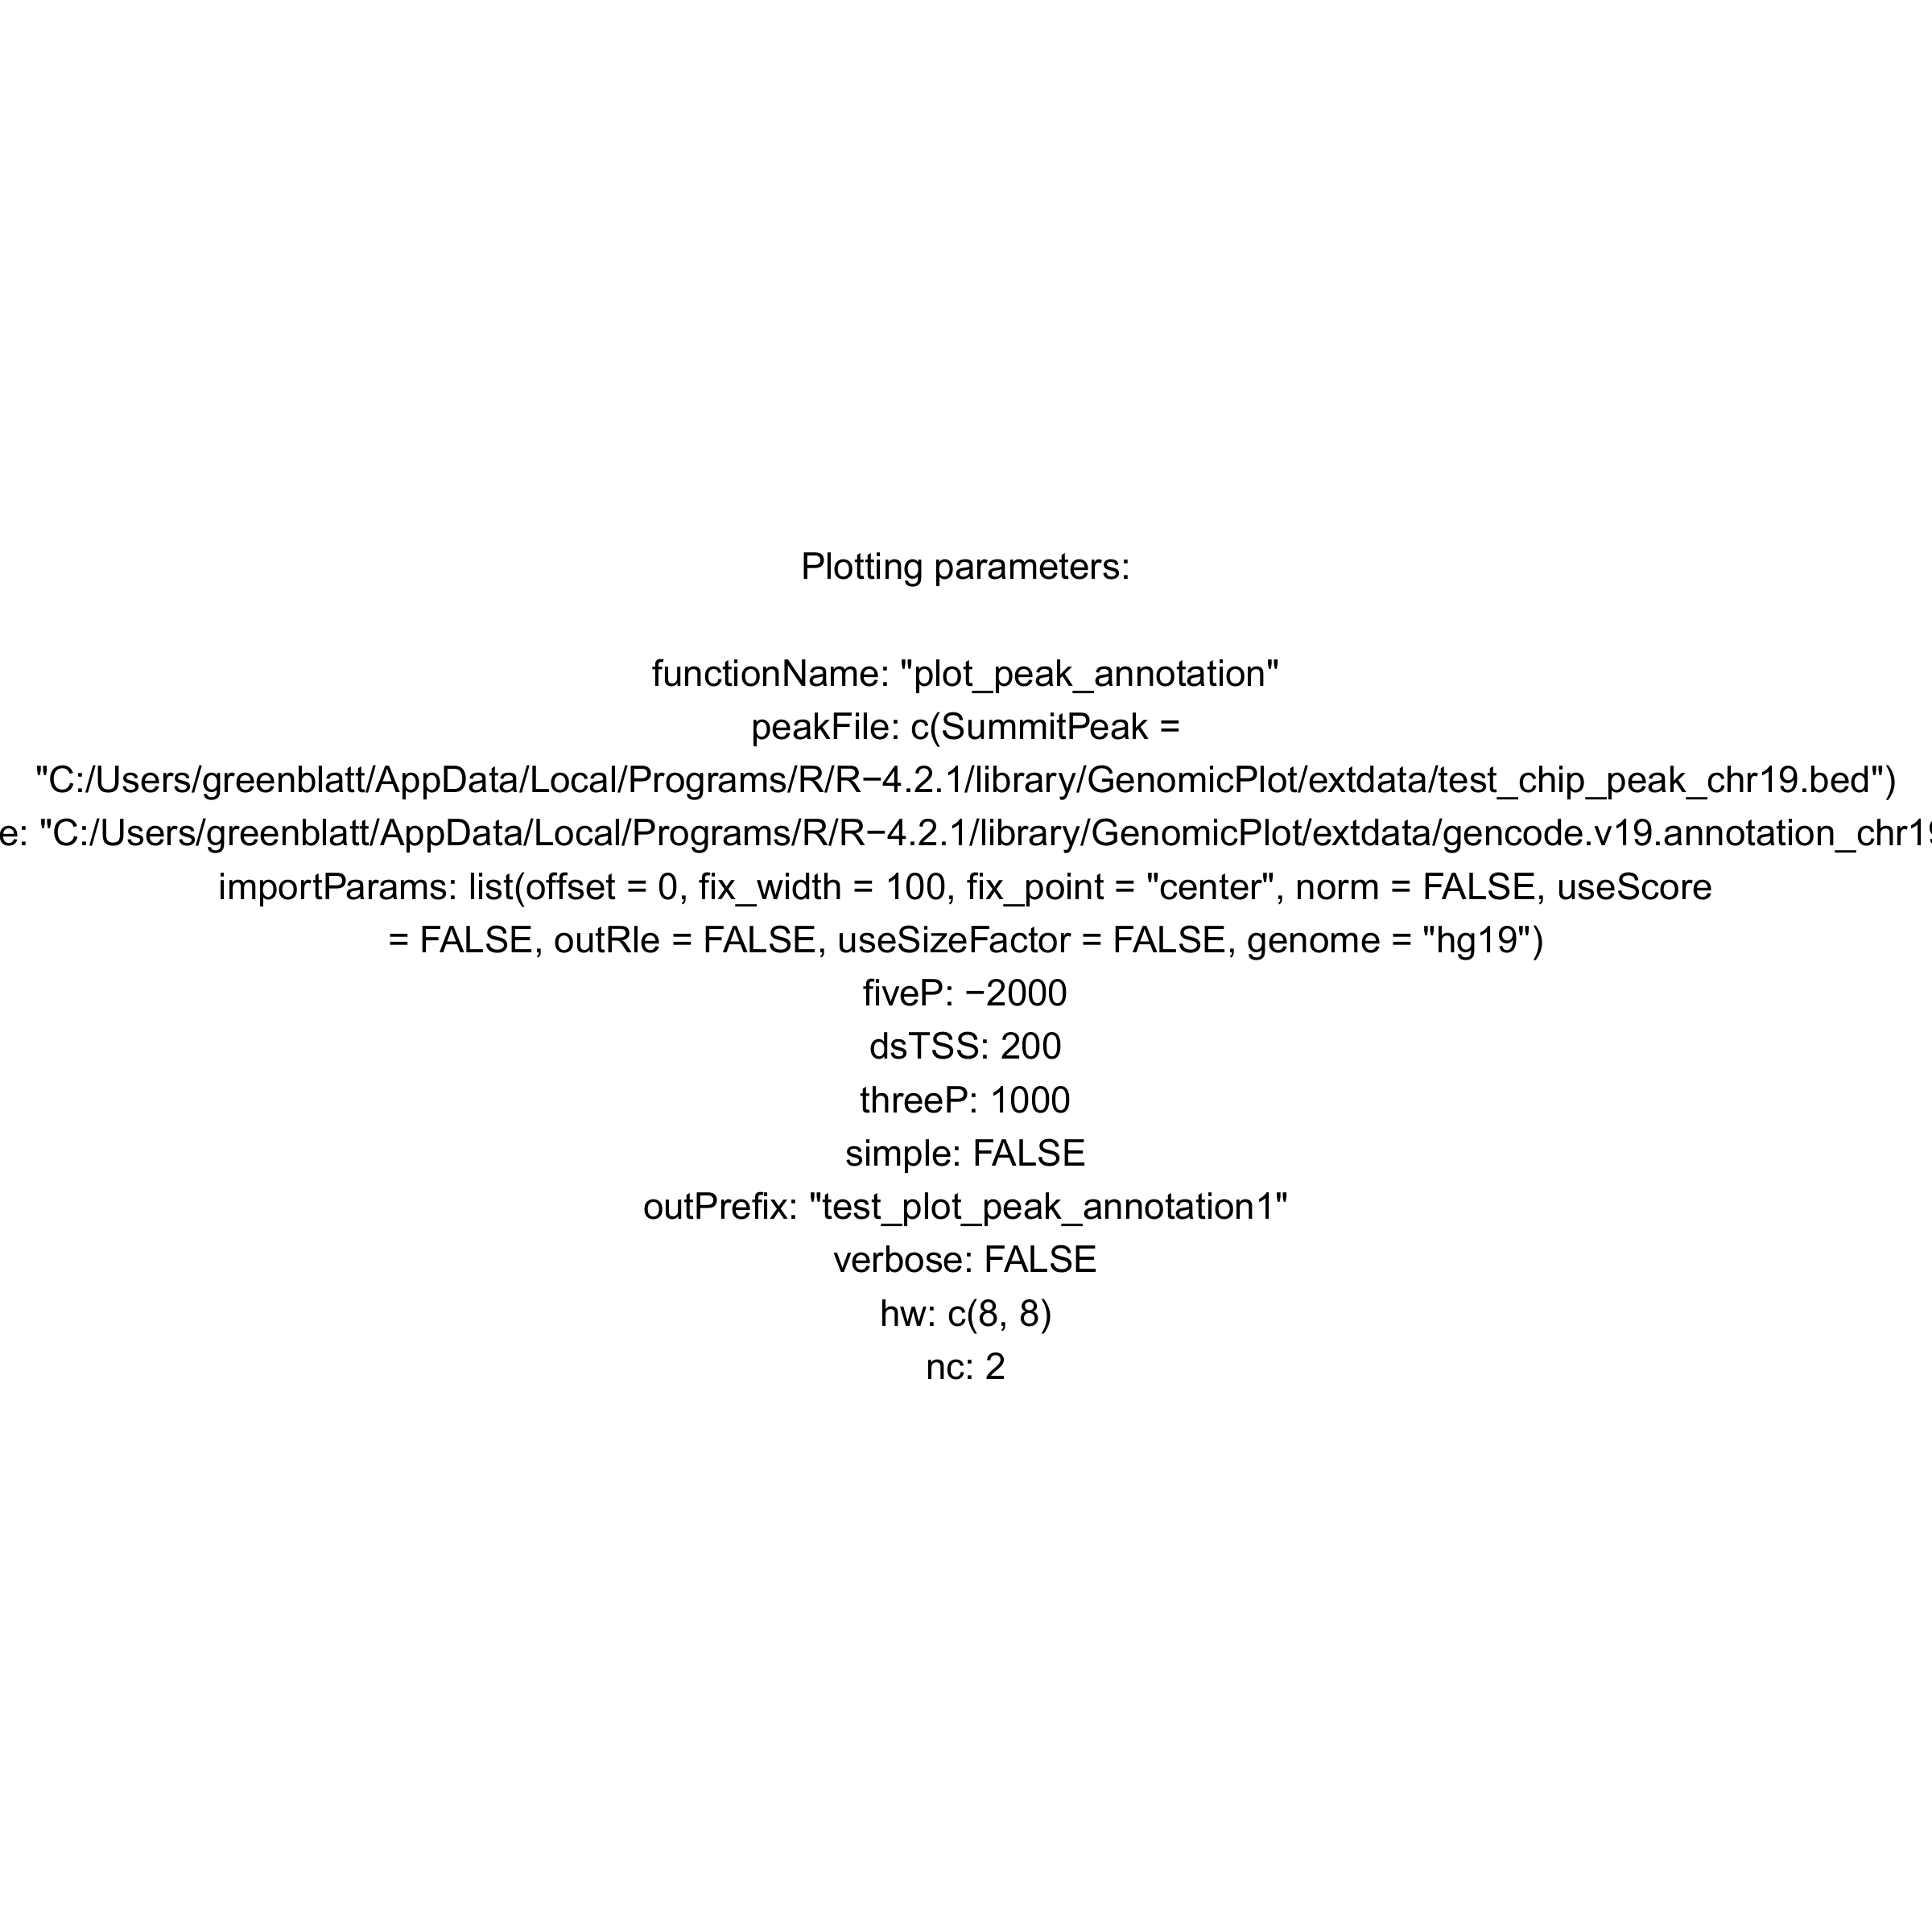 Plotting parameters:
functionName: "plot_peak_annotation"
peakFile: c(SummitPeak =
"C:/Users/greenblatt/AppData/Local/Programs/R/R−4.2.1/library/GenomicPlot/extdata/test_chip_peak_chr19.bed")
e: "C:/Users/greenblatt/AppData/Local/Programs/R/R−4.2.1/library/GenomicPlot/extdata/gencode.v19.annotation_chr19
importParams: list(offset = 0, fix_width = 100, fix_point = "center", norm = FALSE, useScore
= FALSE, outRle = FALSE, useSizeFactor = FALSE, genome = "hg19")
fiveP: −2000
dsTSS: 200
threeP: 1000
simple: FALSE
outPrefix: "test_plot_peak_annotation1"
verbose: FALSE
hw: c(8, 8)
nc: 2